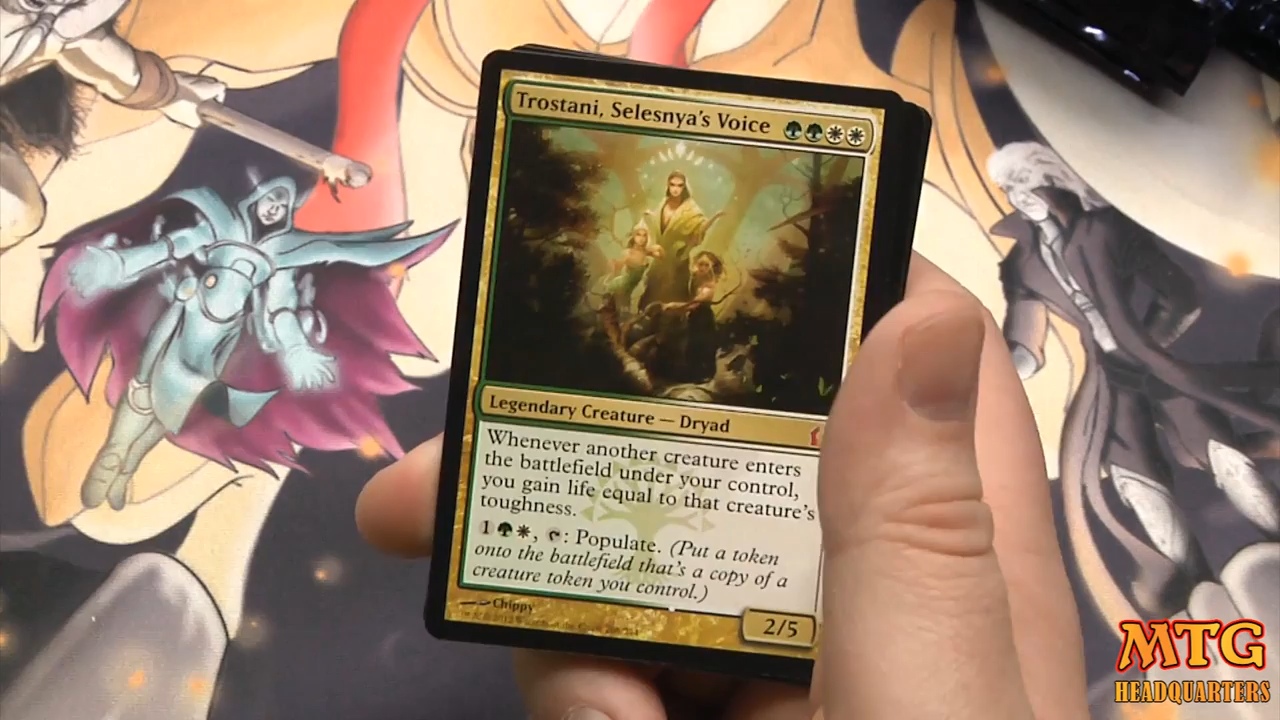 Trostani, Selesnya's Voice
Legendary Creature — Dryad
Whenever another creature enters
the battlefield under your control,
you gain life equal to that creature's
toughness.
1, : Populate. (Put a token
onto the battlefield that's a copy of a
creature token you control.)
Chippy
2/5
MTG
HEADQUARTERS